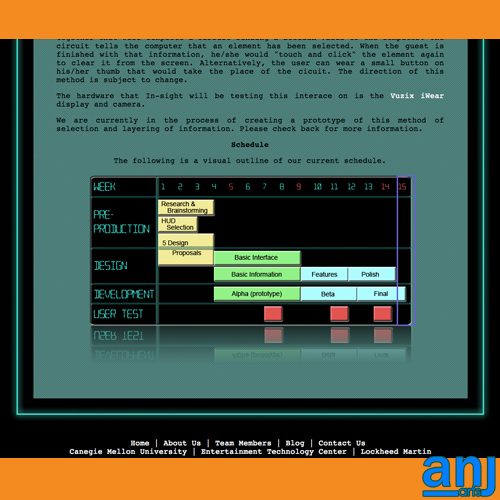 circuit tells the computer that an element has been selected. When the guest is
finished with that information, he/she would "touch and click" the element again
to clear it from the screen. Alternatively, the user can wear a small button on
his/her thumb that would take the place of the cicuit. The direction of this
method is subject to change.
The hardware that In-sight will be testing this interace on is the Vuzix iWear
display and camera.
We are currently in the process of creating a prototype of this method of
selection and layering of information. Please check back for more information.
Schedule
The following is a visual outline of our current schedule.
WEEK 1 2 3 4 5 6 7 8 9 10 11 12 13 14 15
PRE-
PRODUCTION
Research &
Brainstorming
HUD
Selection
5 Design
Proposals
DESIGN
Basic Interface
Basic Information Features Polish
DEVELOPMENT Alpha (prototype) Beta Final
USER TEST
Home | About Us | Team Members | Blog | Contact Us
Canegie Mellon University | Entertainment Technology Center | Lockheed Martin
anj